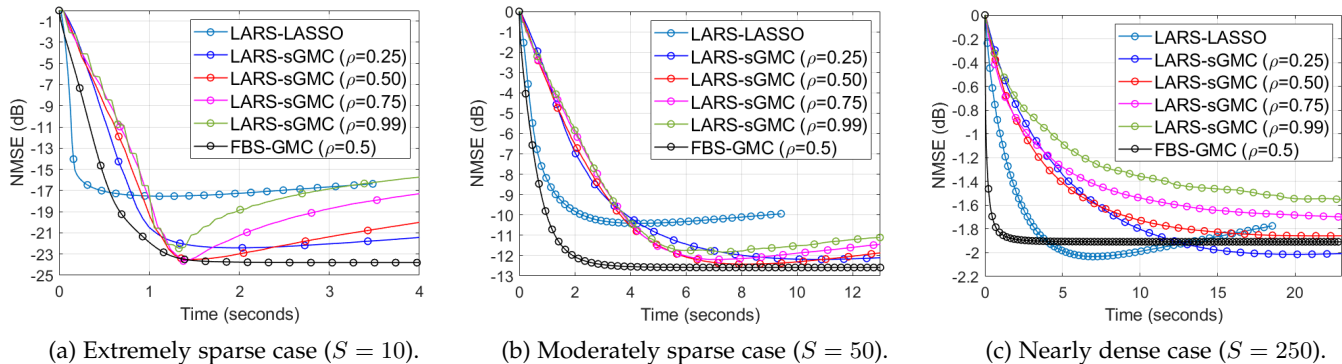 -1
-3
-5
-7
-9
-11
-13
-15
-17
-19
-21
-23
-25
NMSE (dB)
0
1
2
3
4
Time (seconds)
LARS-LASSO
LARS-sGMC (ρ=0.25)
LARS-sGMC (ρ=0.50)
LARS-sGMC (ρ=0.75)
LARS-sGMC (ρ=0.99)
FBS-GMC (ρ=0.5)
(a) Extremely sparse case (S = 10).
0
-1
-2
-3
-4
-5
-6
-7
-8
-9
-10
-11
-12
-13
NMSE (dB)
0
2
4
6
8
10
12
Time (seconds)
LARS-LASSO
LARS-sGMC (ρ=0.25)
LARS-sGMC (ρ=0.50)
LARS-sGMC (ρ=0.75)
LARS-sGMC (ρ=0.99)
FBS-GMC (ρ=0.5)
(b) Moderately sparse case (S = 50).
0
-0.2
-0.4
-0.6
-0.8
-1
-1.2
-1.4
-1.6
-1.8
-2
-2.2
NMSE (dB)
0
5
10
15
20
Time (seconds)
LARS-LASSO
LARS-sGMC (ρ=0.25)
LARS-sGMC (ρ=0.50)
LARS-sGMC (ρ=0.75)
LARS-sGMC (ρ=0.99)
FBS-GMC (ρ=0.5)
(c) Nearly dense case (S = 250).